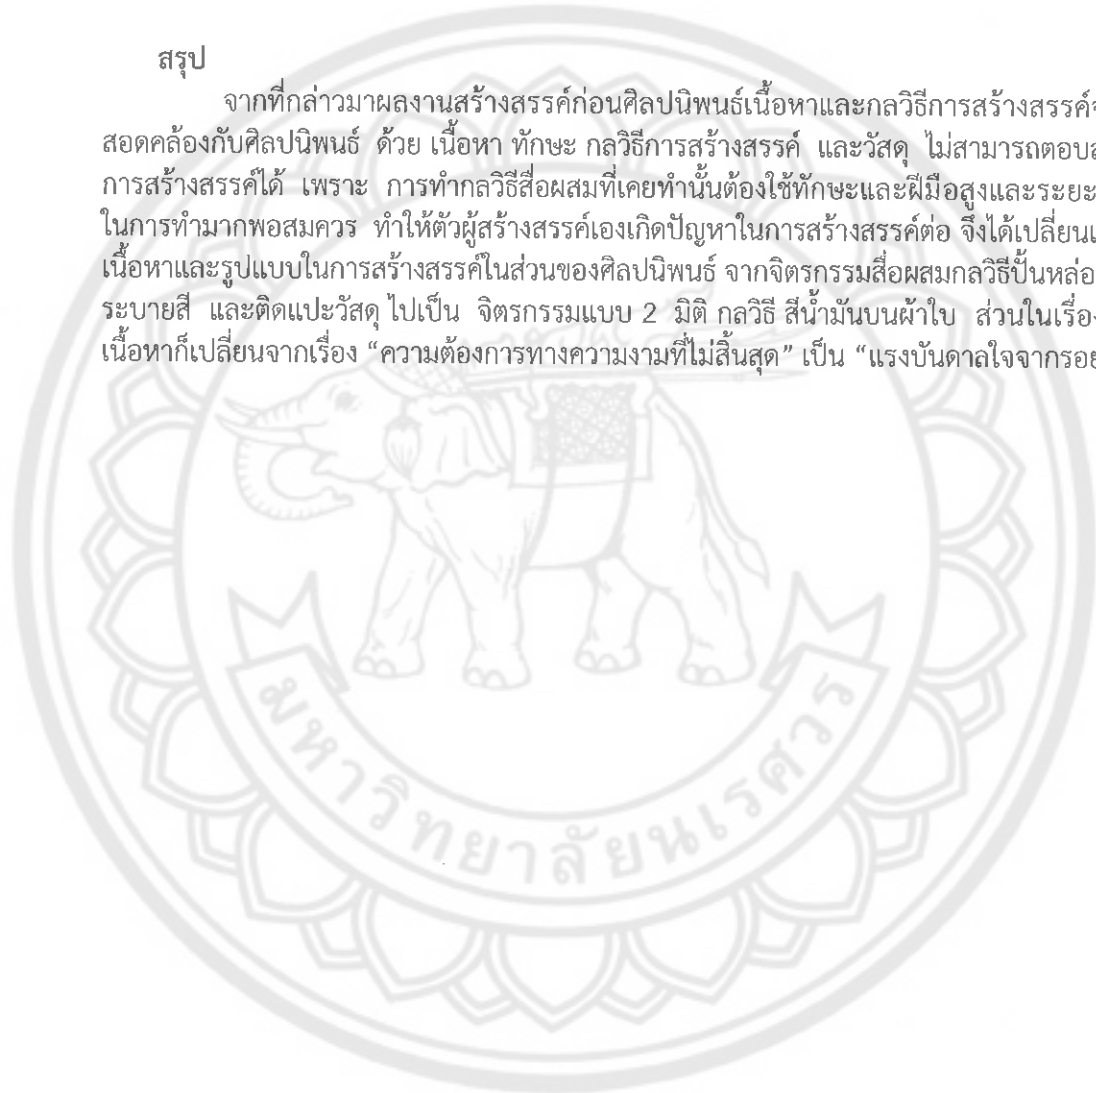 สรุป
จากที่กล่าวมาผลงานสร้างสรรค์ก่อนศิลปนิพนธ์เนื้อหาและกลวิธีการสร้างสรรค์
สอดคล้องกับศิลปนิพนธ์ ด้วย เนื้อหา ทักษะ กลวิธีการสร้างสรรค์ และวัสดุ ไม่สามารถตอบส
การสร้างสรรค์ได้ เพราะ การทำกลวิธีสื่อผสมที่เคยทำนั้นต้องใช้ทักษะและฝีมือสูงและระยะ
ในการทำมากพอสมควร ทำให้ตัวผู้สร้างสรรค์เองเกิดปัญหาในการสร้างสรรค์ต่อ จึงได้เปลี่ยน
เนื้อหาและรูปแบบในการสร้างสรรค์ในส่วนของศิลปนิพนธ์ จากจิตรกรรมสื่อผสมกลวิธีปั้นหล่อ
ระบายสี และติดแปะวัสดุ ไปเป็น จิตรกรรมแบบ 2 มิติ กลวิธี สีน้ำมันบนผ้าใบ ส่วนในเรื่อง
เนื้อหาก็เปลี่ยนจากเรื่อง “ความต้องการทางความงามที่ไม่สิ้นสุด” เป็น “แรงบันดาลใจจากรอย
มหาวิทยาลัยนเรศวร